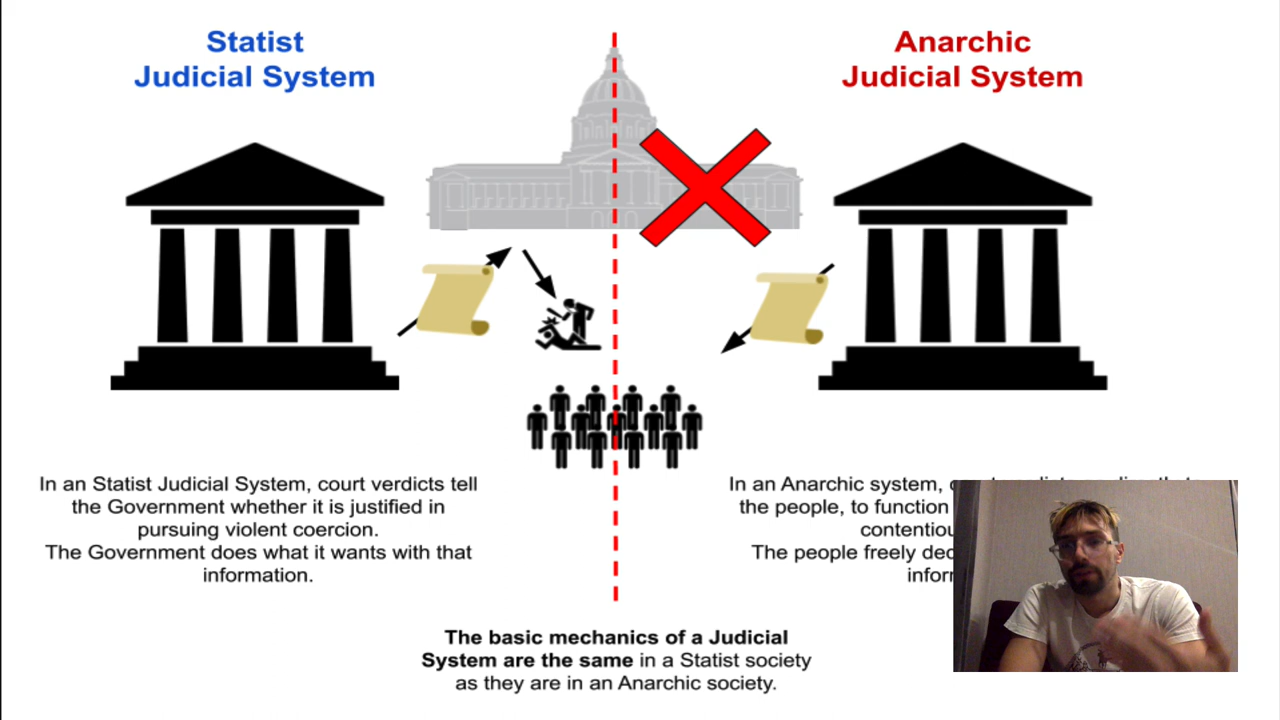 Statist
Judicial System
Anarchic
Judicial System
In an Statist Judicial System, court verdicts tell
the Government whether it is justified in
pursuing violent coercion.
The Government does what it wants with that
information.
In an Anarchic system,
the people, to function
The people freely
The basic mechanics of a Judicial
System are the same in a Statist society
as they are in an Anarchic society.